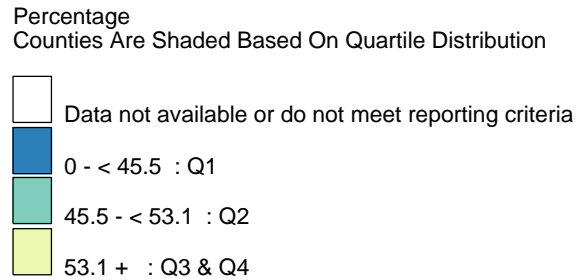 Percentage
Counties Are Shaded Based On Quartile Distribution
Data not available or do not meet reporting criteria
0 - < 45.5  : Q1
45.5 - < 53.1  : Q2
53.1 +   : Q3 & Q4